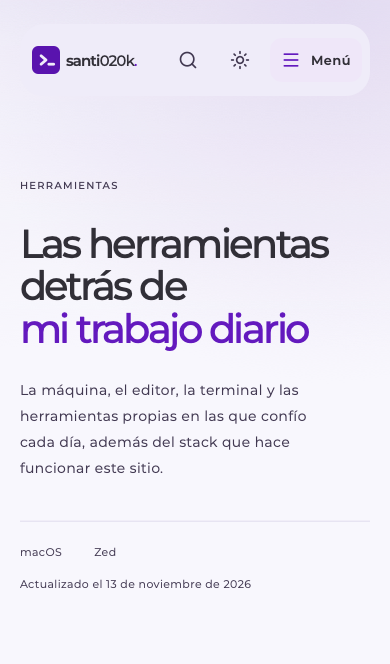 santi020k.
Menú
HERRAMIENTAS
Las herramientas
detrás de
mi trabajo diario
La máquina, el editor, la terminal y las
herramientas propias en las que confío
cada día, además del stack que hace
funcionar este sitio.
macOS Zed
Actualizado el 13 de noviembre de 2026